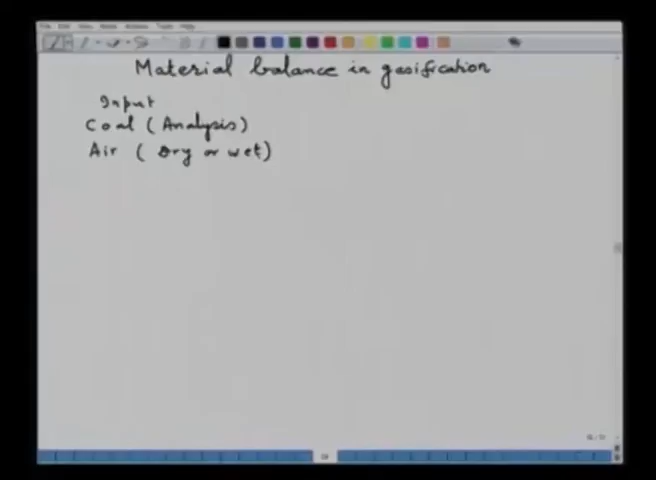 Material balance in gasification
Input
Coal (Analysis)
Air (Dry or wet)